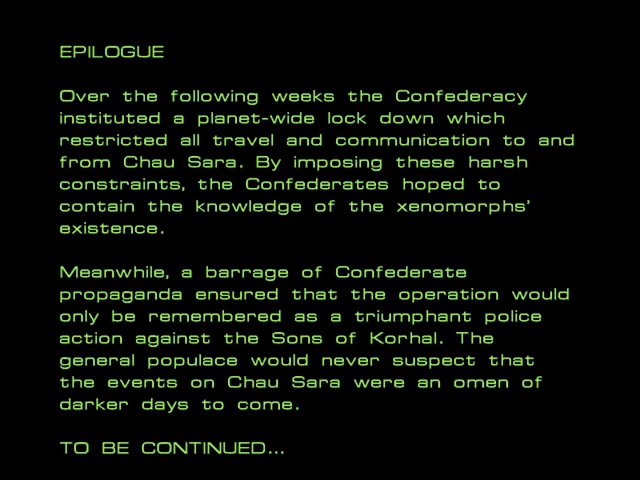 EPILOGUE
Over the following weeks the Confederacy
instituted a planet-wide lock down which
restricted all travel and communication to and
from Chau Sara. By imposing these harsh
constraints, the Confederates hoped to
contain the knowledge of the xenomorphs'
existence.
Meanwhile, a barrage of Confederate
propaganda ensured that the operation would
only be remembered as a triumphant police
action against the Sons of Korhal. The
general populace would never suspect that
the events on Chau Sara were an omen of
darker days to come.
TO BE CONTINUED...